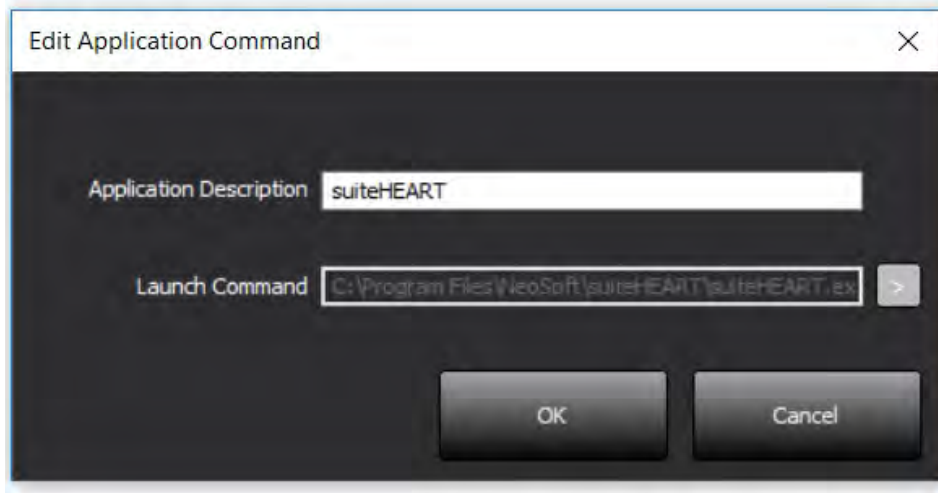 Edit Application Command
Application Description suiteHEART
Launch Command C:\Program Files\NeoSoft\suiteHEART\suiteHEART.ex >
OK Cancel